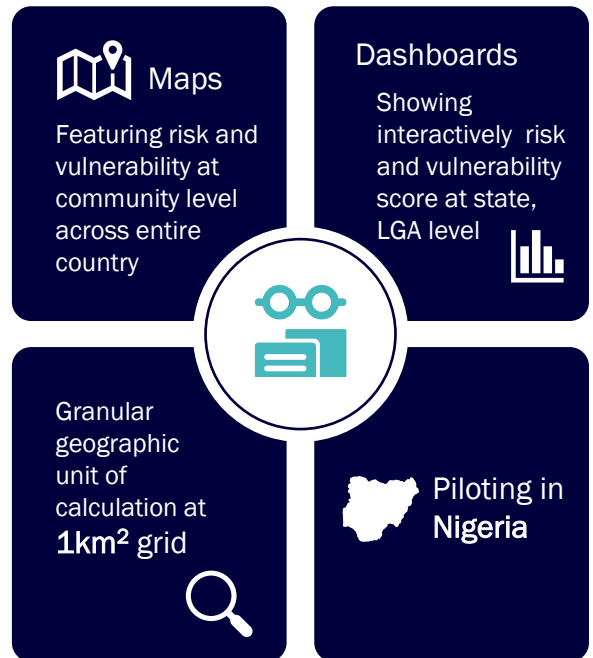 Maps
Featuring risk and
vulnerability at
community level
across entire
country
Dashboards
Showing
interactively risk
and vulnerability
score at state,
LGA level
Granular
geographic
unit of
calculation at
1km² grid
Piloting in
Nigeria